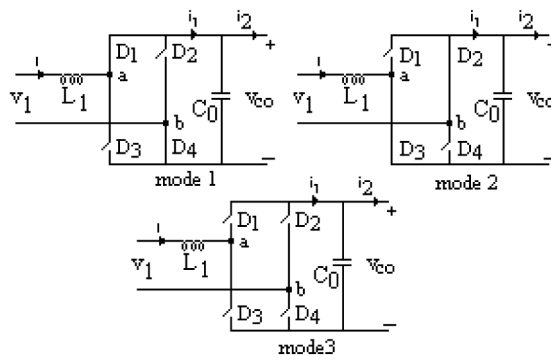 i1 i2
D1 D2 +
i
a
v1 L1 b C0 vco
D3 D4 −
mode 1
i1 i2
D1 D2 +
i
a
v1 L1 b C0 vco
D3 D4 −
mode 2
i1 i2
D1 D2 +
i
a
v1 L1 b C0 vco
D3 D4 −
mode3